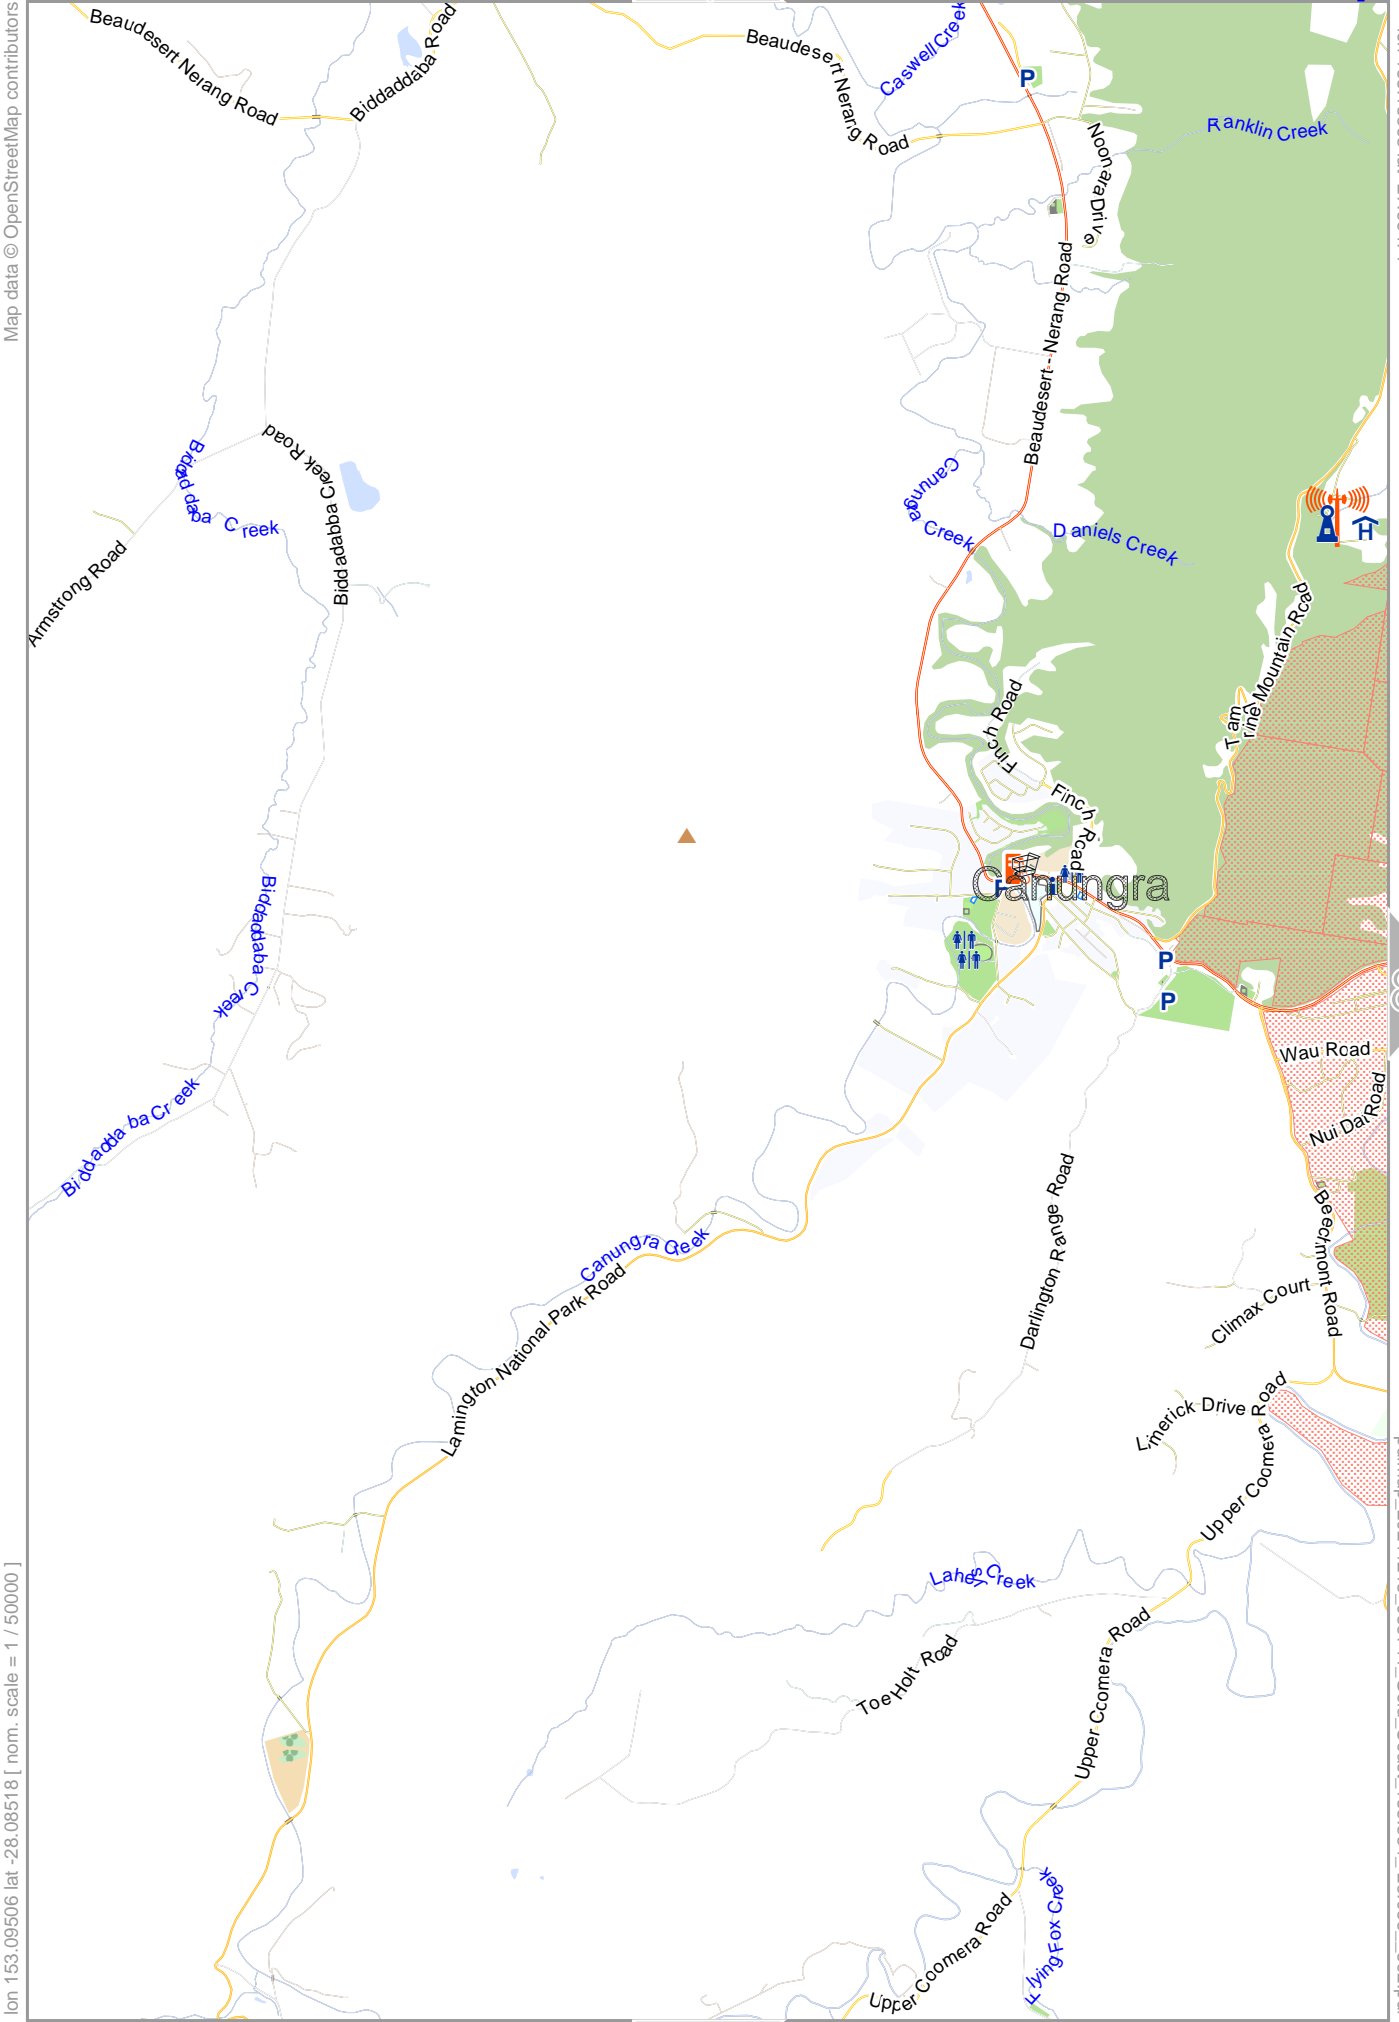 Map data © OpenStreetMap contributors
Beaudesert Nerang Road
Biddaddaba Road
Beaudesert Nerang Road
Caswell Creek
P
Ranklin Creek
Noonara Drive
Beaudesert - Nerang Road
Biddaddabba Creek Road
Biddaddaba Creek
Canungra Creek
Daniels Creek
H
Armstrong Road
Tamborine Mountain Road
Finch Road
Finch Road
Canungra
Biddaddaba Creek
P
P
Wau Road
Nui Dat Road
Biddaddaba Creek
Darlington Range Road
Beechmont Road
Canungra Creek
Lamington National Park Road
Climax Court
Limerick Drive
Upper Coomera Road
Laheys Creek
Toe Holt Road
Upper Coomera Road
Flying Fox Creek
Upper Coomera Road
lon 153.09506 lat -28.08518 [ nom. scale = 1 / 50000 ]